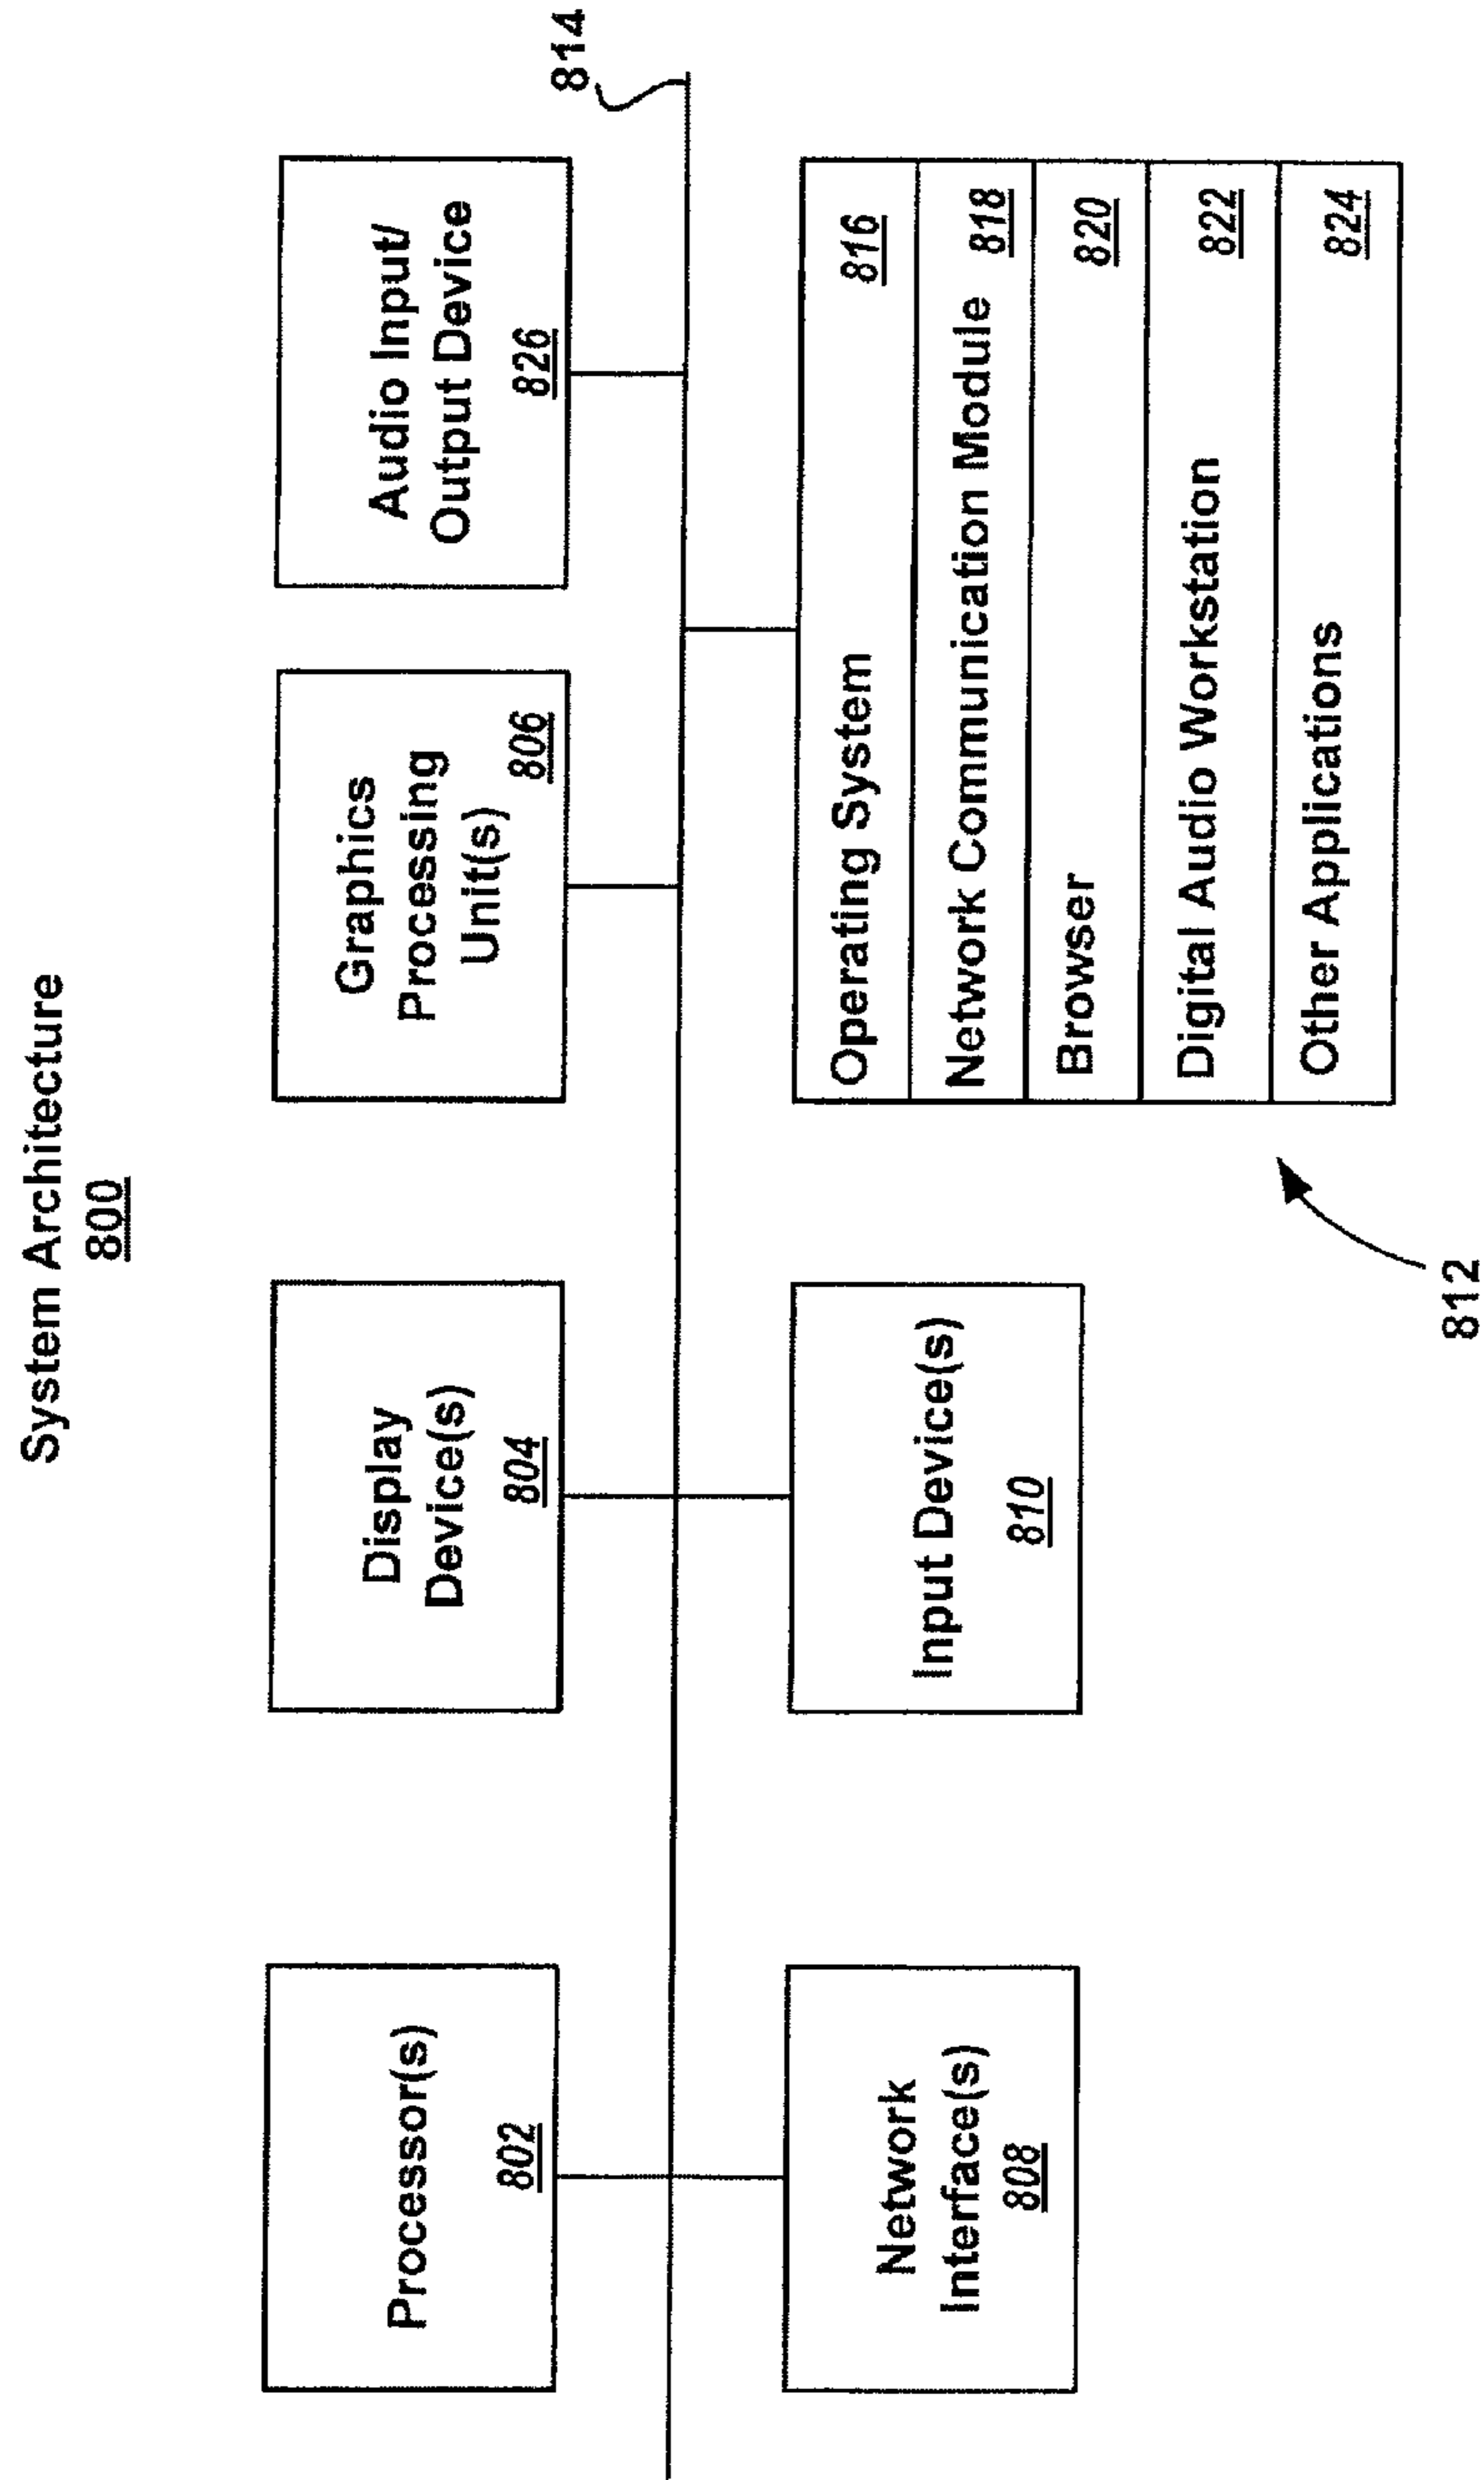 System Architecture
800
Processor(s)
802
Display
Device(s)
804
Graphics
Processing
Unit(s)
806
Audio Input/
Output Device
826
814
Network
Interface(s)
808
Input Device(s)
810
Operating System 816
Network Communication Module 818
Browser 820
Digital Audio Workstation 822
Other Applications 824
812